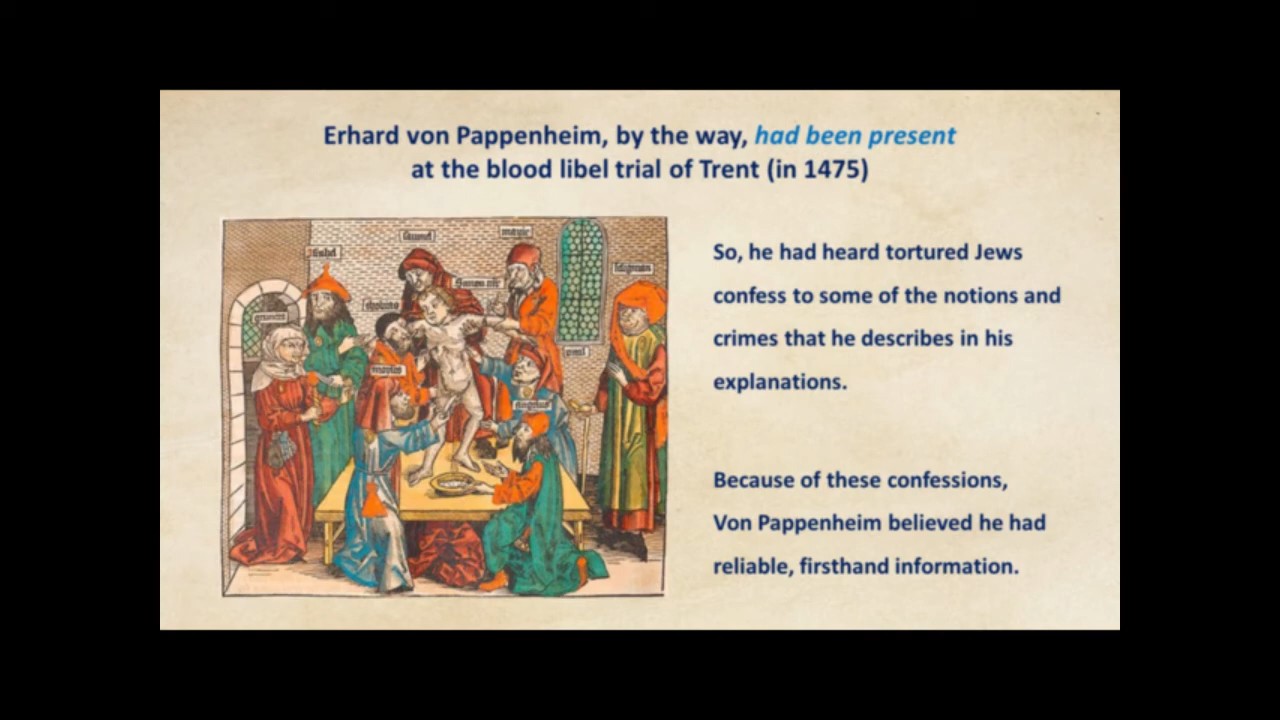 Erhard von Pappenheim, by the way, had been present
at the blood libel trial of Trent (in 1475)
So, he had heard tortured Jews
confess to some of the notions and
crimes that he describes in his
explanations.
Because of these confessions,
Von Pappenheim believed he had
reliable, firsthand information.